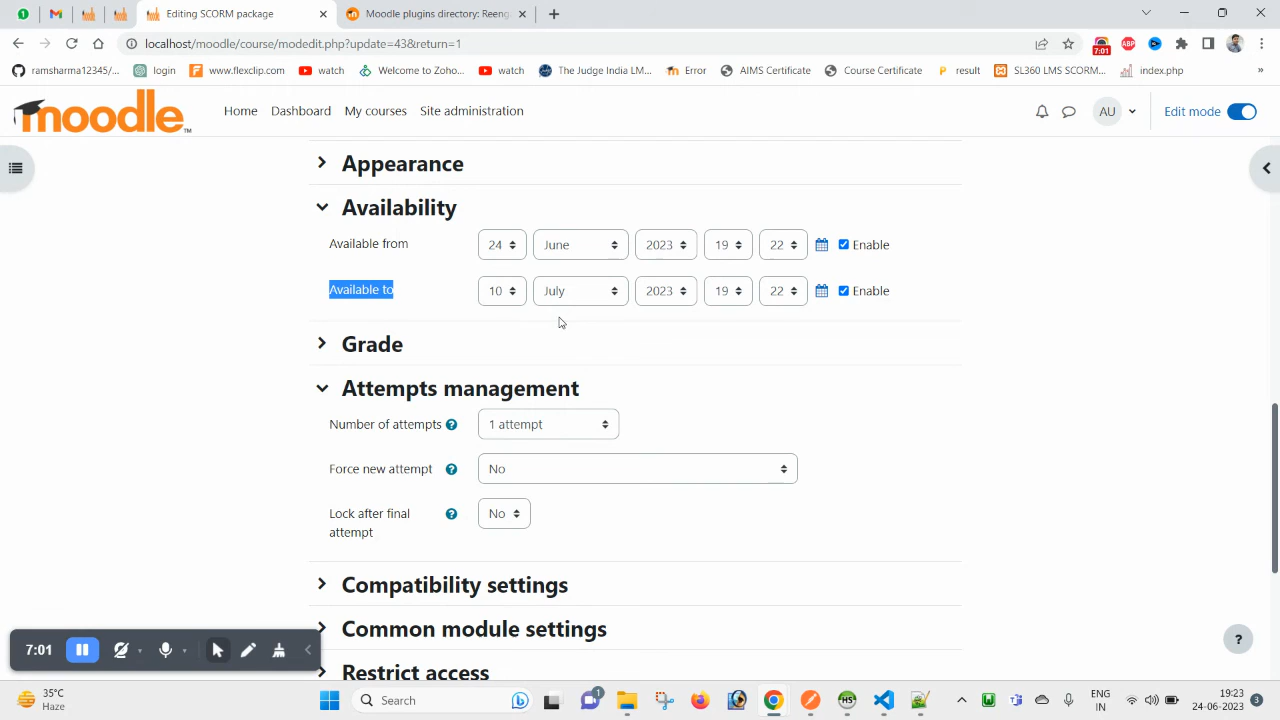 Editing SCORM package
Moodle plugins directory: Reeng
localhost/moodle/course/modedit.php?update=43&return=1
7:01
ABP
ramsharma12345/...
login
www.flexclip.com
watch
Welcome to Zoho...
watch
The Judge India LM...
Error
AIMS Certificate
Course Certificate
result
SL360 LMS SCORM...
index.php
»
moodle
Home
Dashboard
My courses
Site administration
AU
Edit mode
Appearance
Availability
Available from
24
June
2023
19
22
Enable
Available to
10
July
2023
19
22
Enable
Grade
Attempts management
Number of attempts
1 attempt
Force new attempt
No
Lock after final
attempt
No
Compatibility settings
Common module settings
Restrict access
7:01
?
35°C
Haze
Search
1
ENG
IN
19:23
24-06-2023
3